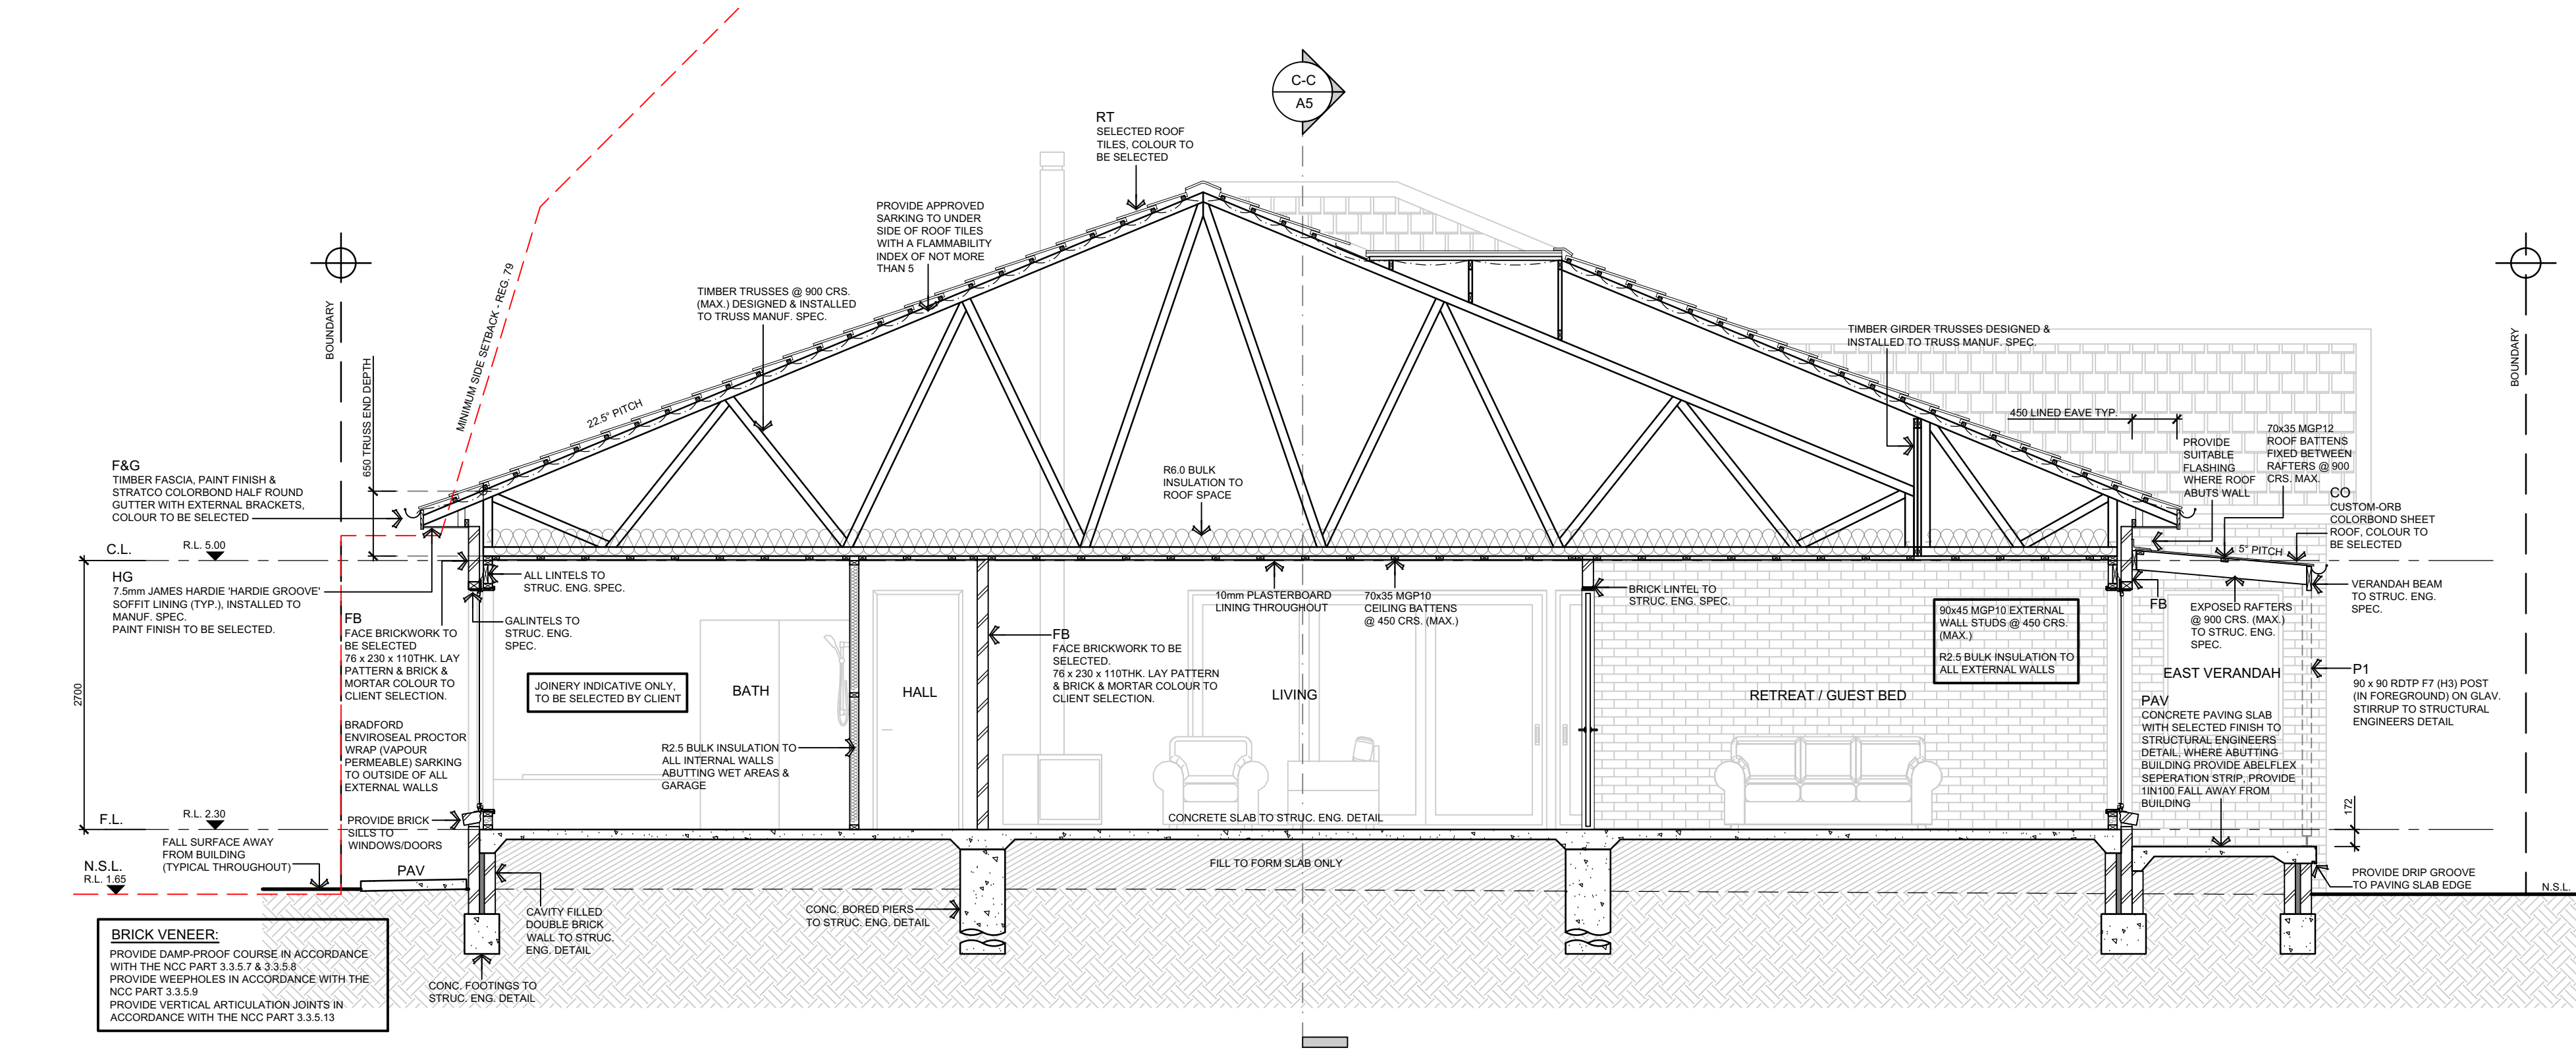 C-C
A5
RT
SELECTED ROOF
TILES, COLOUR TO
BE SELECTED
PROVIDE APPROVED
SARKING TO UNDER
SIDE OF ROOF TILES
WITH A FLAMMABILITY
INDEX OF NOT MORE
THAN 5
TIMBER TRUSSES @ 900 CRS.
(MAX.) DESIGNED & INSTALLED
TO TRUSS MANUF. SPEC.
BOUNDARY
MINIMUM SIDE SETBACK - REG. 79
650 TRUSS END DEPTH
22.5° PITCH
TIMBER GIRDER TRUSSES DESIGNED &
INSTALLED TO TRUSS MANUF. SPEC.
BOUNDARY
450 LINED EAVE TYP.
PROVIDE
SUITABLE
FLASHING
WHERE ROOF
ABUTS WALL
70x35 MGP12
ROOF BATTENS
FIXED BETWEEN
RAFTERS @ 900
CRS. MAX.
CO
CUSTOM-ORB
COLORBOND SHEET
ROOF, COLOUR TO
BE SELECTED
5° PITCH
F&G
TIMBER FASCIA, PAINT FINISH &
STRATCO COLORBOND HALF ROUND
GUTTER WITH EXTERNAL BRACKETS,
COLOUR TO BE SELECTED
R6.0 BULK
INSULATION TO
ROOF SPACE
C.L.
R.L. 5.00
HG
7.5mm JAMES HARDIE 'HARDIE GROOVE'
SOFFIT LINING (TYP.), INSTALLED TO
MANUF. SPEC.
PAINT FINISH TO BE SELECTED.
2700
FB
FACE BRICKWORK TO
BE SELECTED
76 x 230 x 110THK. LAY
PATTERN & BRICK &
MORTAR COLOUR TO
CLIENT SELECTION.
BRADFORD
ENVIROSEAL PROCTOR
WRAP (VAPOUR
PERMEABLE) SARKING
TO OUTSIDE OF ALL
EXTERNAL WALLS
ALL LINTELS TO
STRUC. ENG. SPEC.
GALINTELS TO
STRUC. ENG.
SPEC.
JOINERY INDICATIVE ONLY,
TO BE SELECTED BY CLIENT
BATH
HALL
R2.5 BULK INSULATION TO
ALL INTERNAL WALLS
ABUTTING WET AREAS &
GARAGE
FB
FACE BRICKWORK TO BE
SELECTED.
76 x 230 x 110THK. LAY PATTERN
& BRICK & MORTAR COLOUR TO
CLIENT SELECTION.
10mm PLASTERBOARD
LINING THROUGHOUT
70x35 MGP10
CEILING BATTENS
@ 450 CRS. (MAX.)
LIVING
BRICK LINTEL TO
STRUC. ENG. SPEC.
RETREAT / GUEST BED
90x45 MGP10 EXTERNAL
WALL STUDS @ 450 CRS.
(MAX.)
R2.5 BULK INSULATION TO
ALL EXTERNAL WALLS
FB
EXPOSED RAFTERS
@ 900 CRS. (MAX.)
TO STRUC. ENG.
SPEC.
VERANDAH BEAM
TO STRUC. ENG.
SPEC.
EAST VERANDAH
P1
90 x 90 RDTP F7 (H3) POST
(IN FOREGROUND) ON GLAV.
STIRRUP TO STRUCTURAL
ENGINEERS DETAIL
PAV
CONCRETE PAVING SLAB
WITH SELECTED FINISH TO
STRUCTURAL ENGINEERS
DETAIL, WHERE ABUTTING
BUILDING PROVIDE ABELFLEX
SEPERATION STRIP, PROVIDE
1IN100 FALL AWAY FROM
BUILDING
172
F.L.
R.L. 2.30
PROVIDE BRICK
SILLS TO
WINDOWS/DOORS
FALL SURFACE AWAY
FROM BUILDING
(TYPICAL THROUGHOUT)
N.S.L.
R.L. 1.65
PAV
CONCRETE SLAB TO STRUC. ENG. DETAIL
FILL TO FORM SLAB ONLY
PROVIDE DRIP GROOVE
TO PAVING SLAB EDGE
N.S.L.
CAVITY FILLED
DOUBLE BRICK
WALL TO STRUC.
ENG. DETAIL
CONC. BORED PIERS
TO STRUC. ENG. DETAIL
CONC. FOOTINGS TO
STRUC. ENG. DETAIL
BRICK VENEER:
PROVIDE DAMP-PROOF COURSE IN ACCORDANCE
WITH THE NCC PART 3.3.5.7 & 3.3.5.8
PROVIDE WEEPHOLES IN ACCORDANCE WITH THE
NCC PART 3.3.5.9
PROVIDE VERTICAL ARTICULATION JOINTS IN
ACCORDANCE WITH THE NCC PART 3.3.5.13